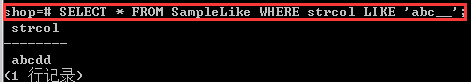 shop=# SELECT * FROM SampleLike WHERE strcol LIKE 'abc__';
strcol
--------
abcdd
(1 行记录)